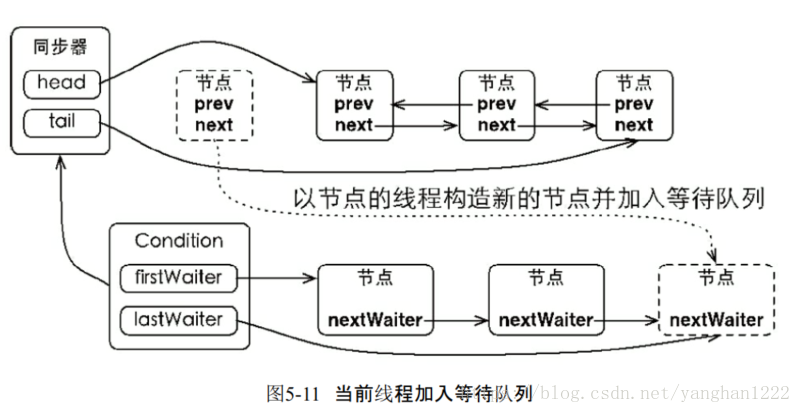 同步器
head
tail
节点
prev
next
节点
prev
next
节点
prev
next
节点
prev
next
以节点的线程构造新的节点并加入等待队列
Condition
firstWaiter
lastWaiter
节点
nextWaiter
节点
nextWaiter
节点
nextWaiter
图5-11 当前线程加入等待队列
/blog.csdn.net/yanghan1222